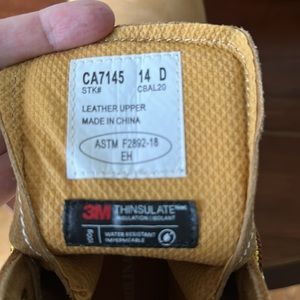 CA7145 14 D
STK# CBAL20
LEATHER UPPER
MADE IN CHINA
ASTM F2892-18
EH
3M THINSULATE
INSULATION | ISOLANT
WATER RESISTANT
IMPERMEABLE